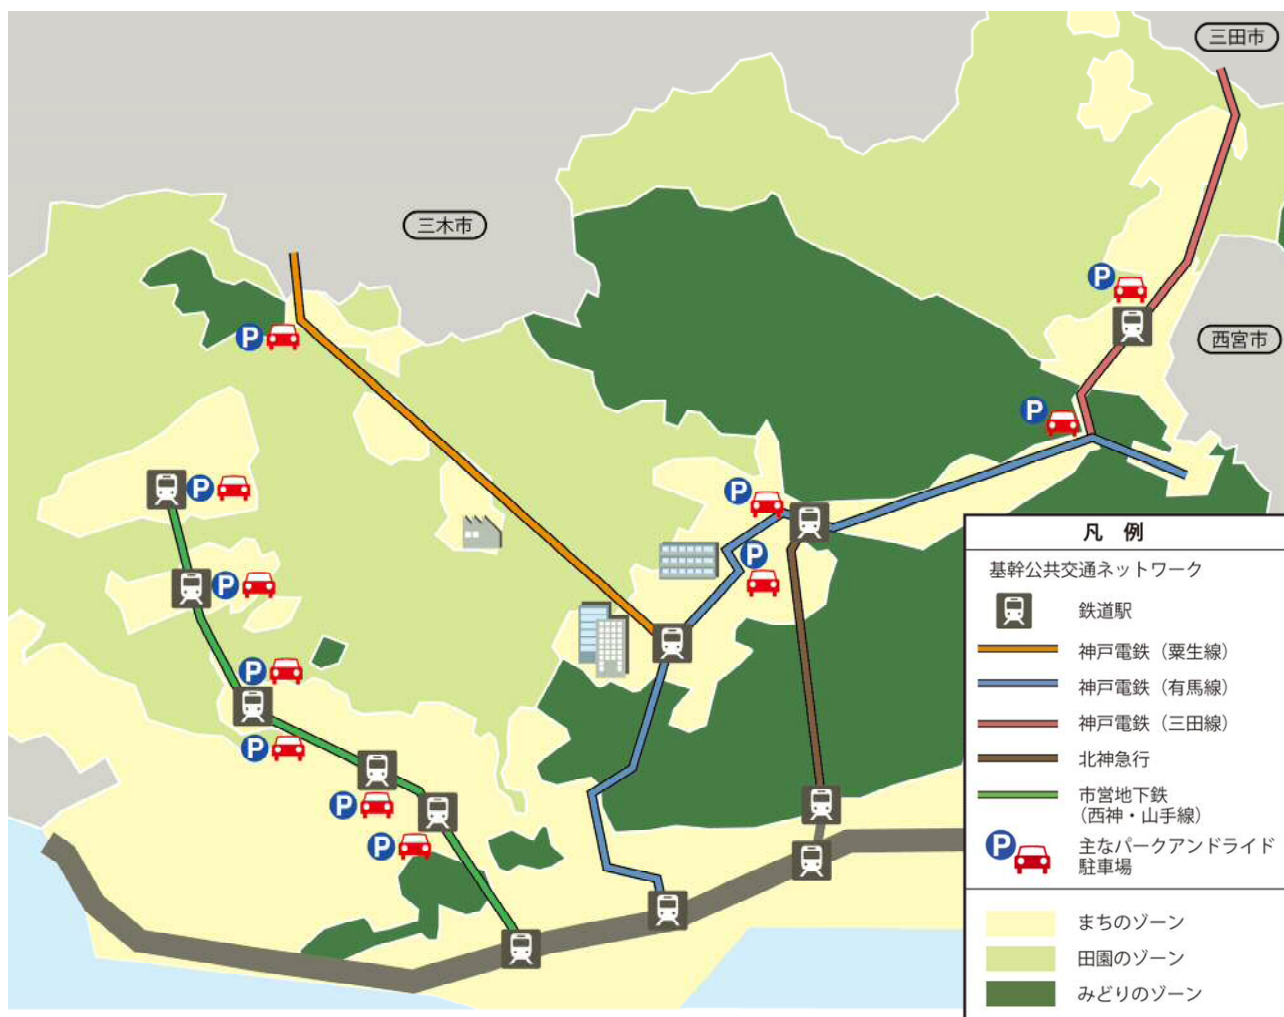 三田市
三木市
P
西宮市
P
P
P
P
P
P
P
P
P
P
P
凡 例
基幹公共交通ネットワーク
鉄道駅
神戸電鉄（粟生線）
神戸電鉄（有馬線）
神戸電鉄（三田線）
北神急行
市営地下鉄
（西神・山手線）
P
主なパークアンドライド
駐車場
まちのゾーン
田園のゾーン
みどりのゾーン